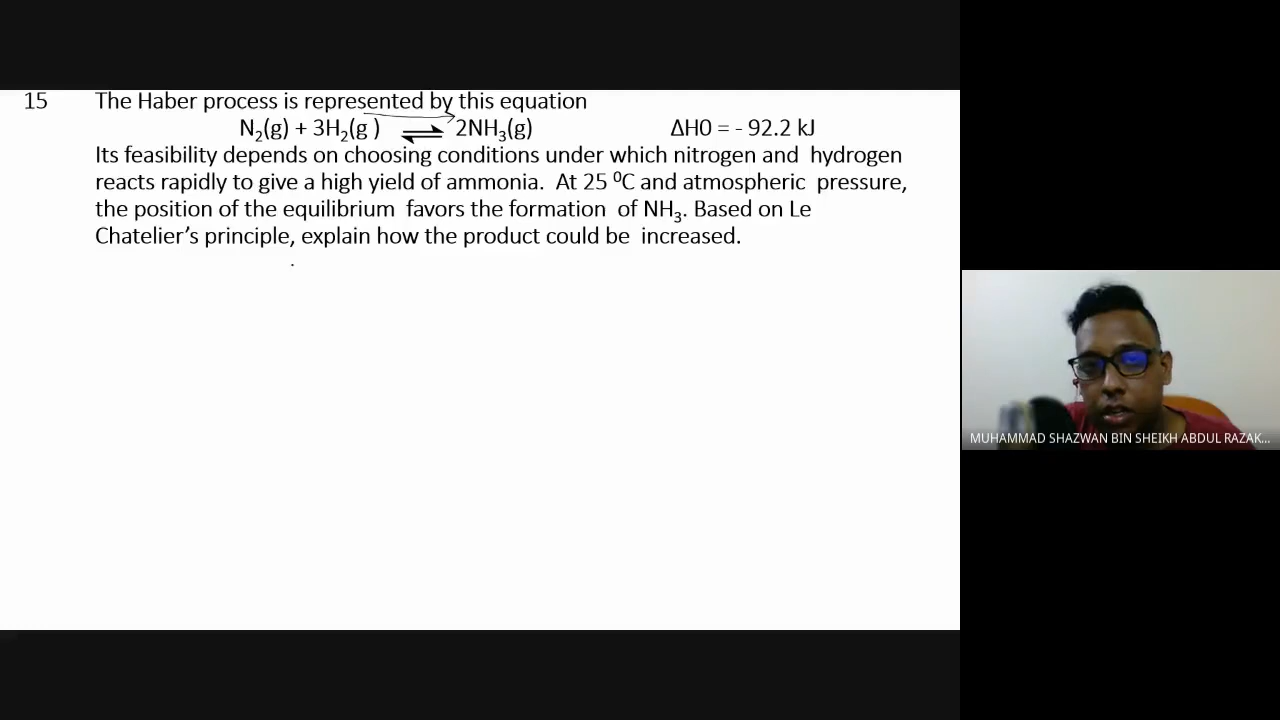 15 The Haber process is represented by this equation
N₂(g) + 3H₂(g ) ⇌ 2NH₃(g) ΔH0 = - 92.2 kJ
Its feasibility depends on choosing conditions under which nitrogen and hydrogen
reacts rapidly to give a high yield of ammonia. At 25 ⁰C and atmospheric pressure,
the position of the equilibrium favors the formation of NH₃. Based on Le
Chatelier’s principle, explain how the product could be increased.
MUHAMMAD SHAZWAN BIN SHEIKH ABDUL RAZAK...